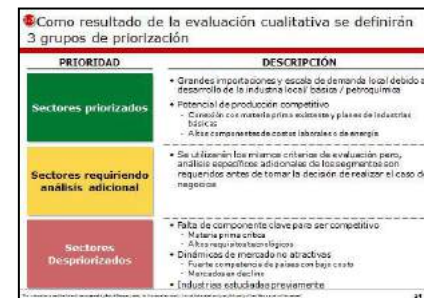 Como resultado de la evaluación cualitativa se definirán
3 grupos de priorización
PRIORIDAD
DESCRIPCIÓN
Sectores priorizados
• Grandes importaciones y escala de demanda local debido a
desarrollo de la industria local/ básica / petroquímica
• Potencial de producción competitivo
- Conexión con materia prima existente y planes de industrias
básicas
- Altos componentes de costos laborales o de energía
Sectores requiriendo
análisis adicional
• Se utilizarán los mismos criterios de evaluación pero,
análisis específicos adicionales de los segmentos son
requeridos antes de tomar la decisión de realizar el caso de
negocios
Sectores
Despriorizados
• Falta de componente clave para ser competitivo
- Materia prima crítica
- Altos requisitos tecnológicos
• Dinámicas de mercado no atractivas
- Fuerte competencia de países con bajo costo
- Mercados en declino
• Industrias estudiadas previamente